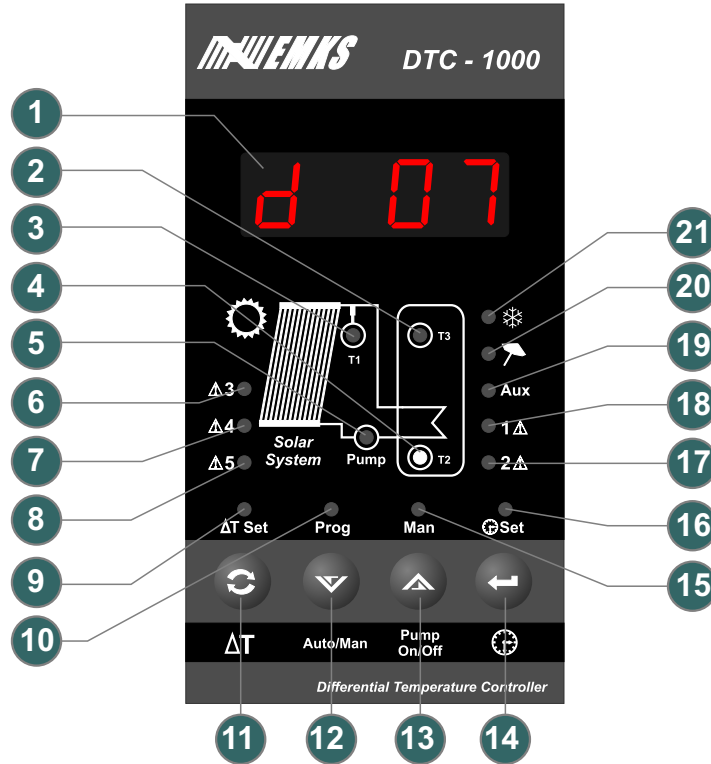 EMKS
DTC - 1000
1
d 07
2
3
4
5
6
7
8
9
10
21
20
19
18
17
16
15
T1
T3
Aux
3
4
5
1
2
Solar
System
Pump
T2
ΔT Set
Prog
Man
Set
ΔT
Auto/Man
Pump
On/Off
Differential Temperature Controller
11
12
13
14